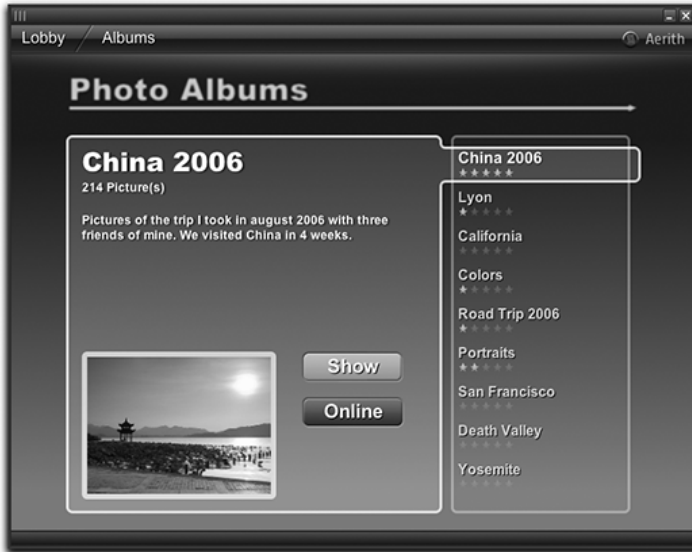 Lobby / Albums
Aerith
Photo Albums
China 2006
214 Picture(s)
Pictures of the trip I took in august 2006 with three
friends of mine. We visited China in 4 weeks.
Show
Online
China 2006
Lyon
California
Colors
Road Trip 2006
Portraits
San Francisco
Death Valley
Yosemite